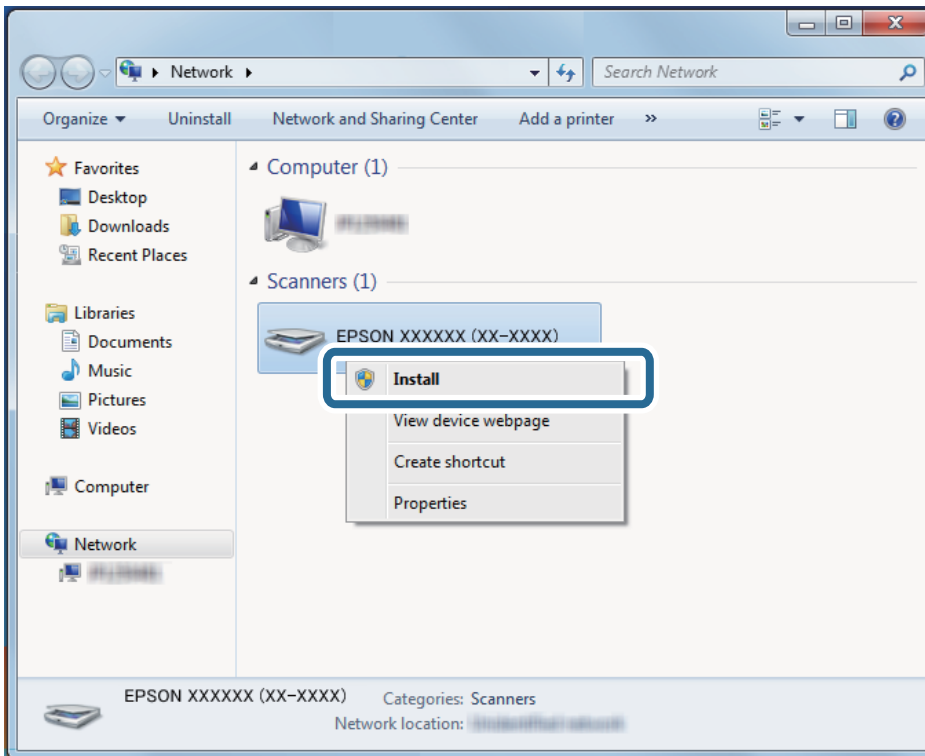 Network
Search Network
Organize
Uninstall
Network and Sharing Center
Add a printer
»
Favorites
Desktop
Downloads
Recent Places
Libraries
Documents
Music
Pictures
Videos
Computer
Network
Computer (1)
Scanners (1)
EPSON XXXXXX (XX-XXXX)
Install
View device webpage
Create shortcut
Properties
EPSON XXXXXX (XX-XXXX)
Categories: Scanners
Network location: